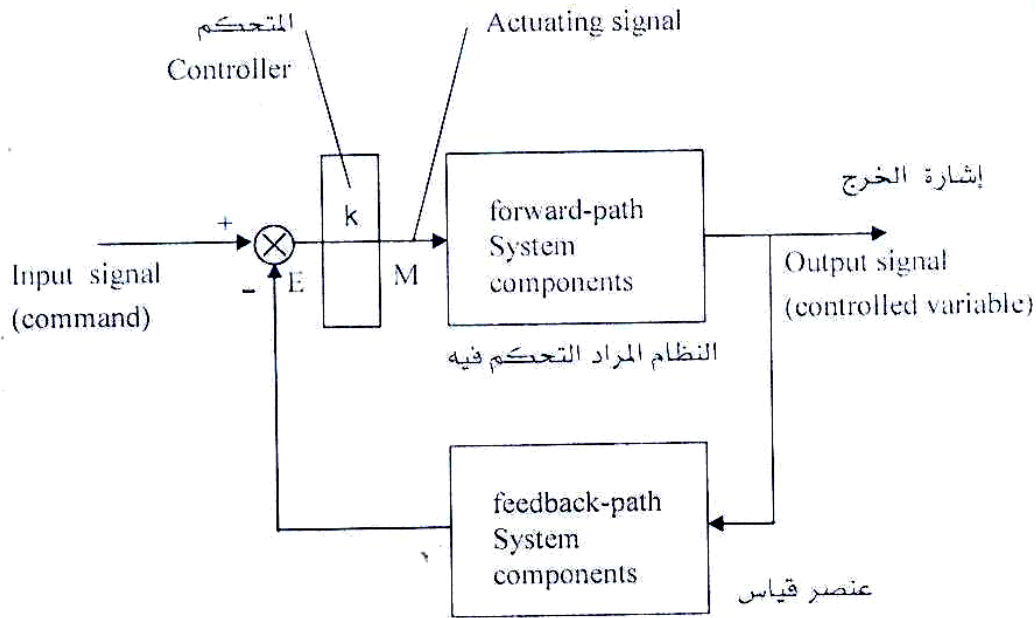 المتحكم
Controller
Actuating signal
k
+
-
E
M
Input signal
(command)
forward-path
System
components
إشارة الخرج
Output signal
(controlled variable)
النظام المراد التحكم فيه
feedback-path
System
components
عنصر قياس